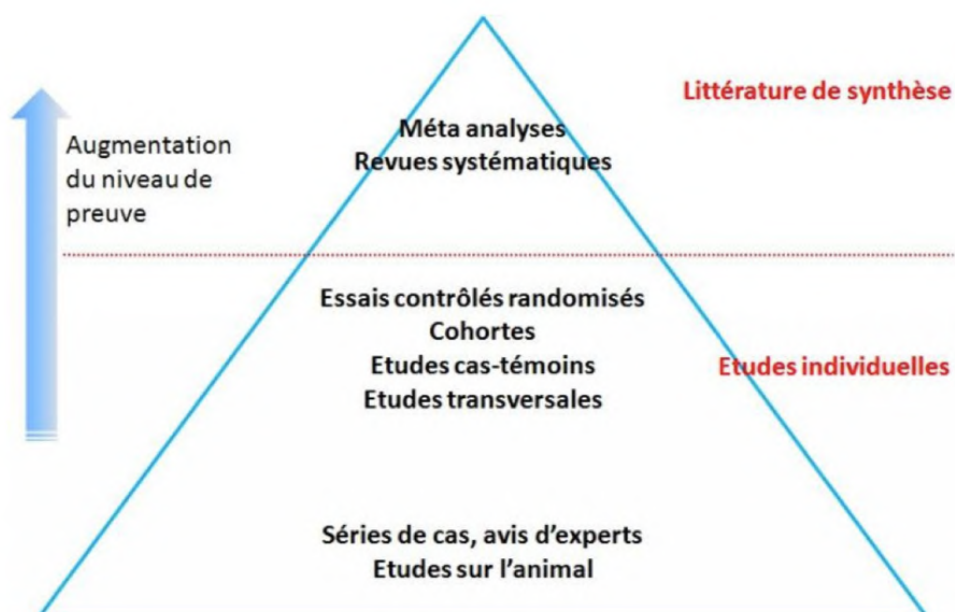 Littérature de synthèse
Méta analyses
Revues systématiques
Augmentation
du niveau de
preuve
Essais contrôlés randomisés
Cohortes
Etudes cas-témoins
Etudes transversales
Etudes individuelles
Séries de cas, avis d’experts
Etudes sur l’animal